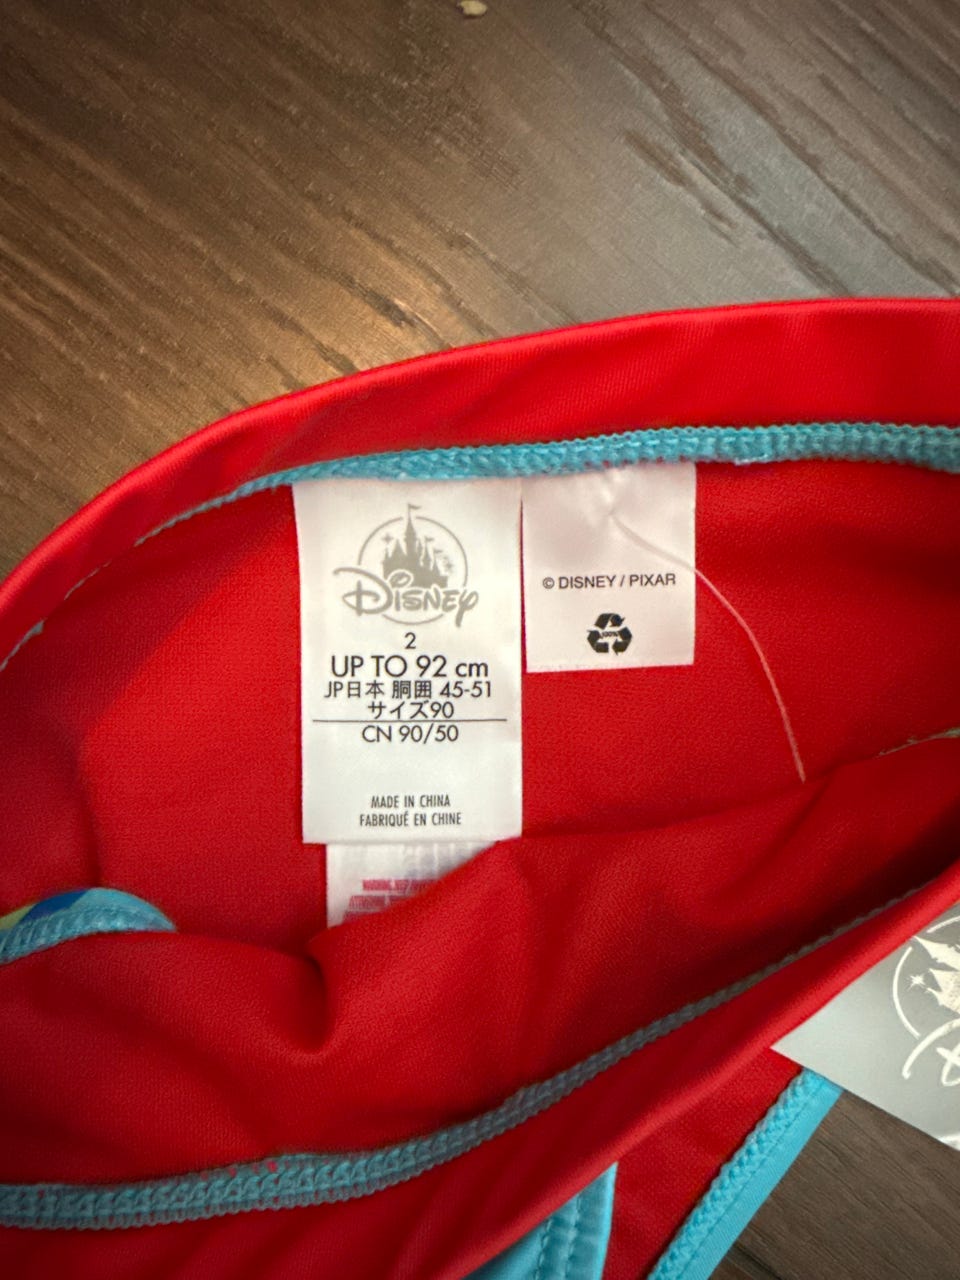 Disney
2
UP TO 92 cm
JP日本 胴囲 45-51
サイズ90
CN 90/50
MADE IN CHINA
FABRIQUÉ EN CHINE
© DISNEY / PIXAR
100%